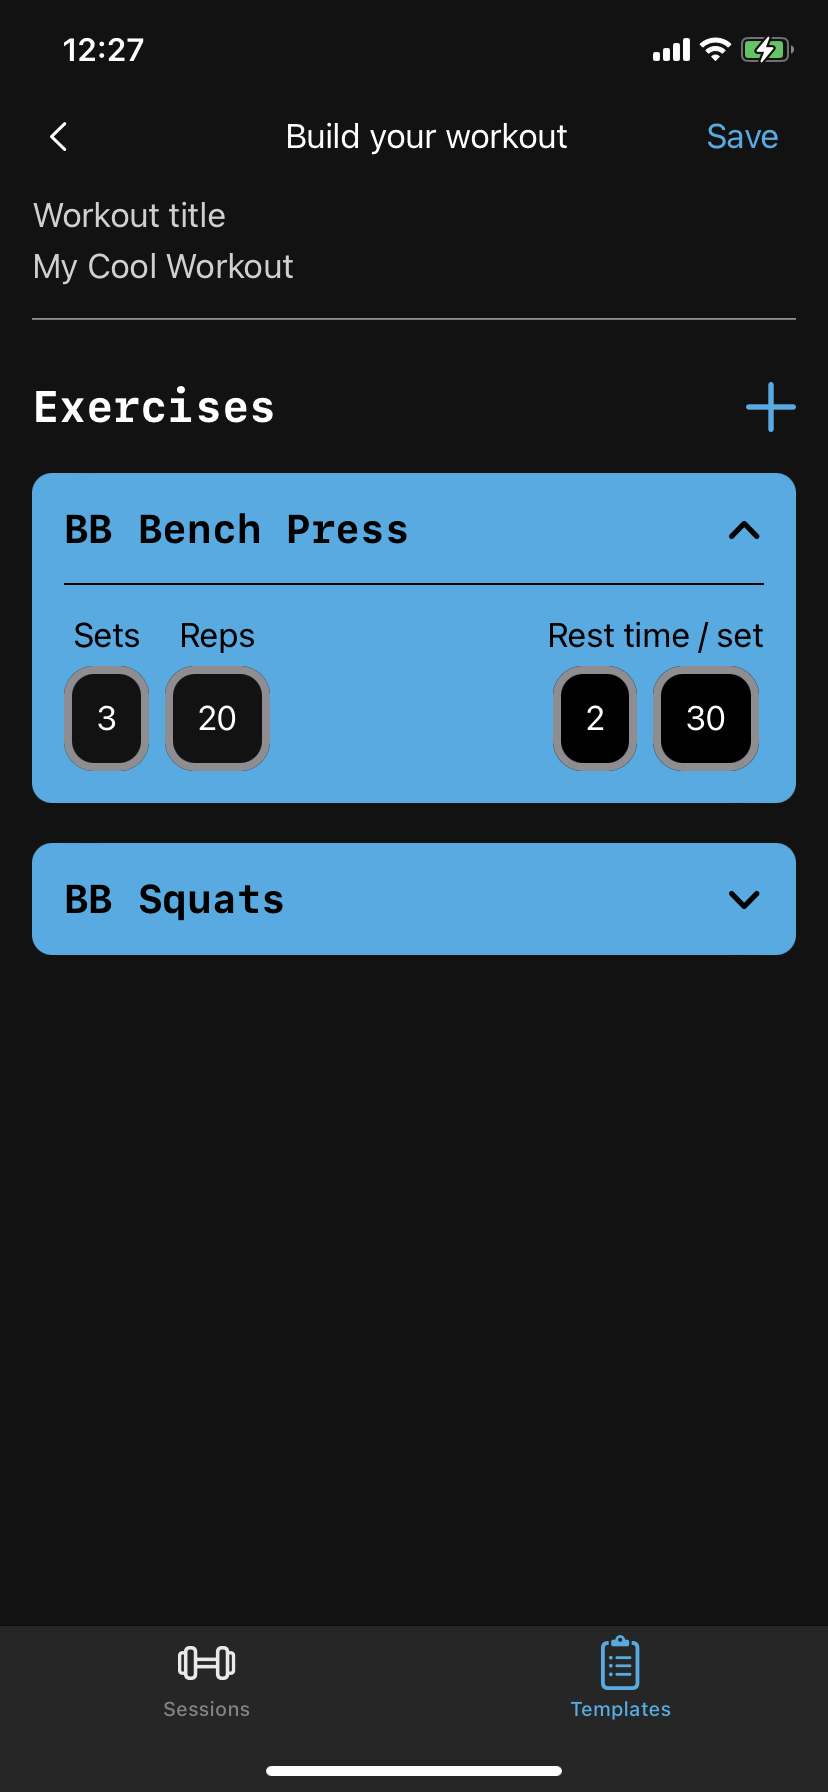 12:27
Build your workout Save
Workout title
My Cool Workout
Exercises
BB Bench Press
Sets Reps Rest time / set
3 20 2 30
BB Squats
Sessions Templates